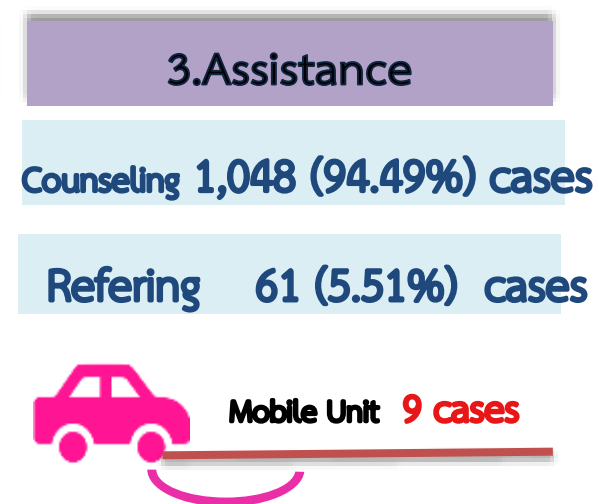 3.Assistance
Counseling 1,048 (94.49%) cases
Refering 61 (5.51%) cases
Mobile Unit 9 cases